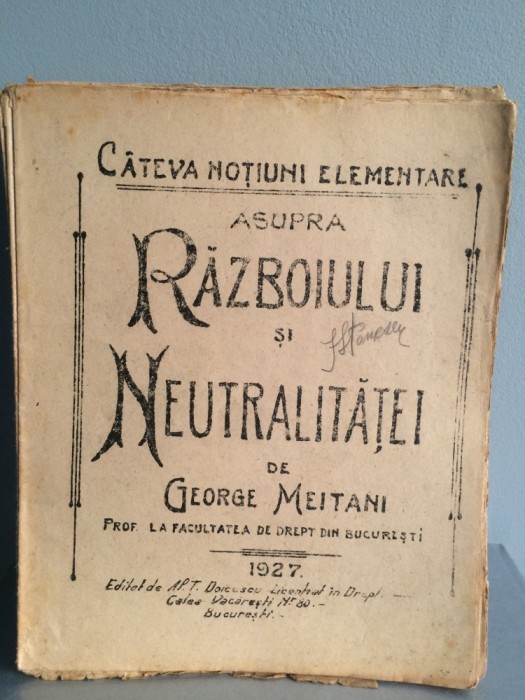 CÂTEVA NOȚIUNI ELEMENTARE
ASUPRA
RĂZBOIULUI
ȘI
NEUTRALITĂȚEI
DE
GEORGE MEITANI
PROF. LA FACULTATEA DE DREPT DIN BUCUREȘTI
1927.
Editat de Al. T. Doicescu Licențiat în Drept. —
Calea Văcărești Nº 80. —
București. —